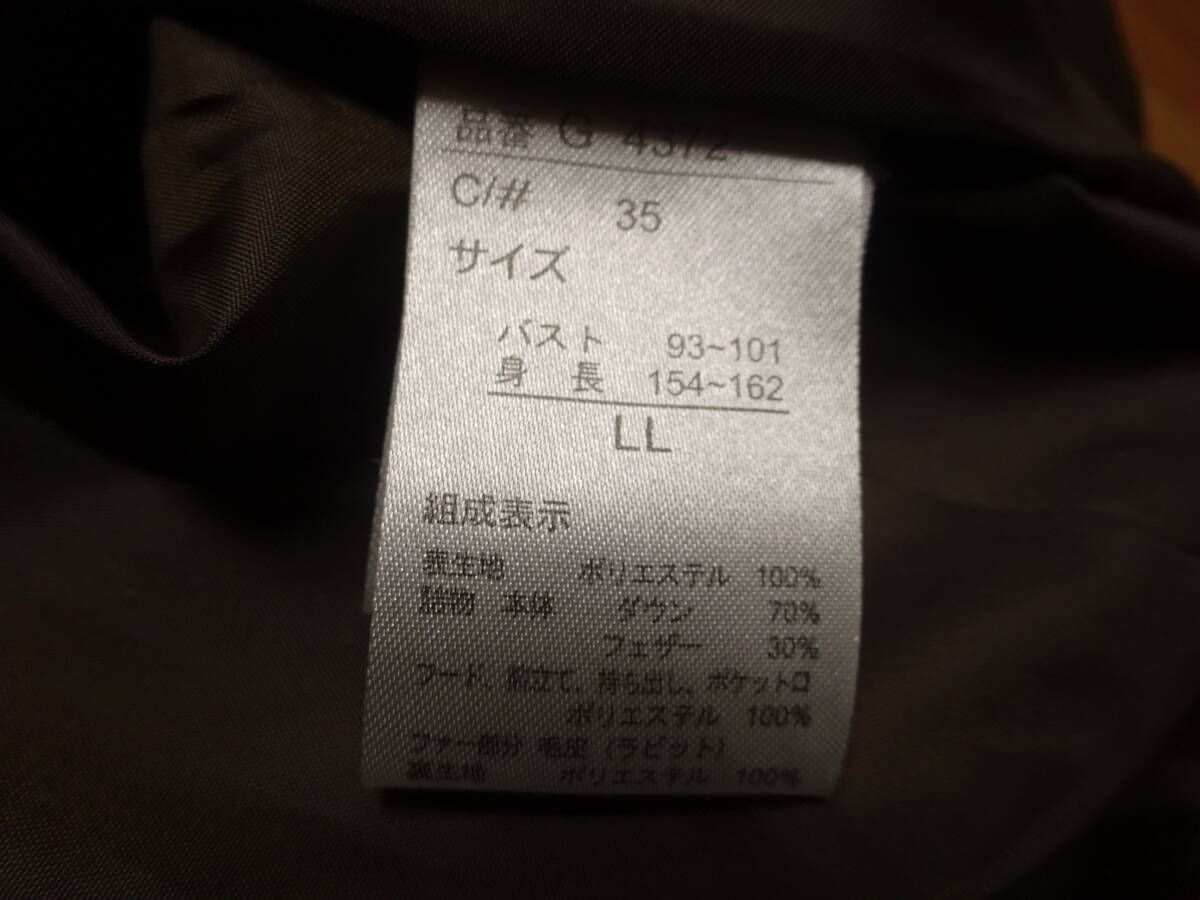 品番 G 4372
C/# 35
サイズ
バスト 93~101
身 長 154~162
LL
組成表示
表生地 ポリエステル 100%
詰物 本体 ダウン 70%
フェザー 30%
フード、前立て、持ち出し、ポケット口
ポリエステル 100%
ファー部分 毛皮 (ラビット)
裏生地 ポリエステル 100%